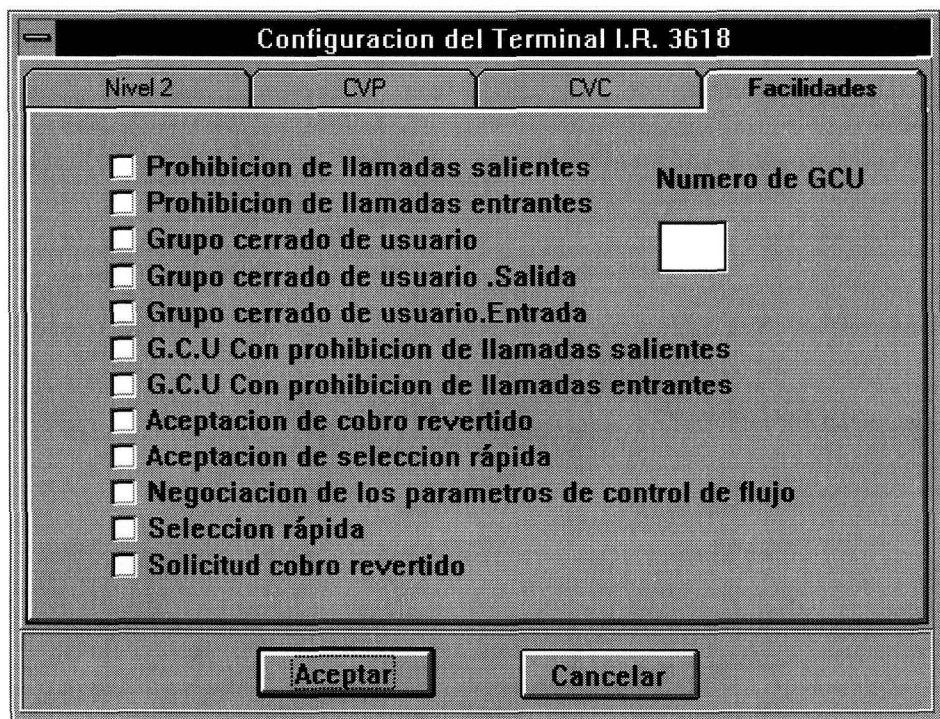 Configuracion del Terminal I.R. 3618
Nivel 2 CVP CVC Facilidades
Prohibicion de llamadas salientes
Numero de GCU
Prohibicion de llamadas entrantes
Grupo cerrado de usuario
Grupo cerrado de usuario .Salida
Grupo cerrado de usuario.Entrada
G.C.U Con prohibicion de llamadas salientes
G.C.U Con prohibicion de llamadas entrantes
Aceptacion de cobro revertido
Aceptacion de seleccion rápida
Negociacion de los parametros de control de flujo
Seleccion rápida
Solicitud cobro revertido
Aceptar Cancelar